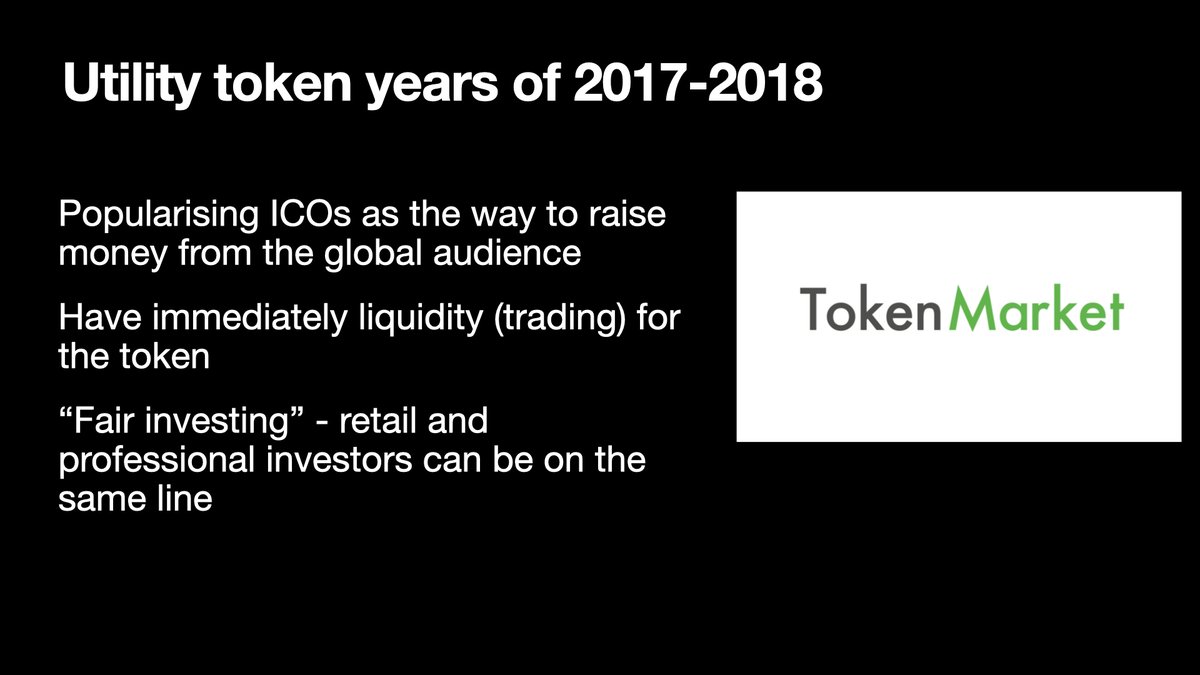 Utility token years of 2017-2018
Popularising ICOs as the way to raise
money from the global audience
Have immediately liquidity (trading) for
the token
“Fair investing” - retail and
professional investors can be on the
same line
TokenMarket